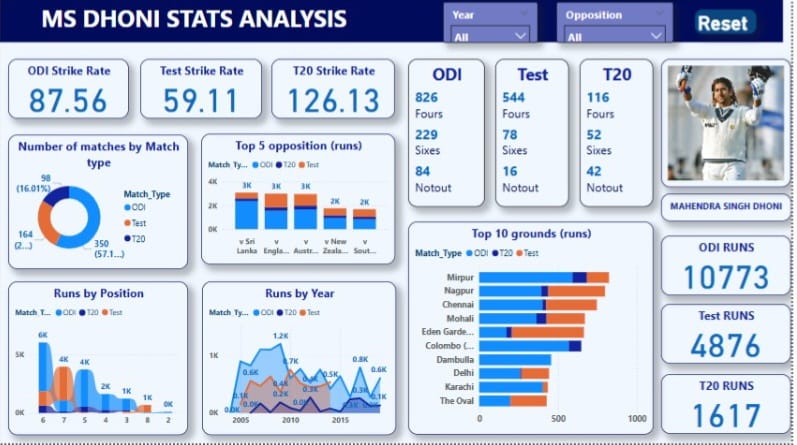 MS DHONI STATS ANALYSIS
Year
All
Opposition
All
Reset
ODI Strike Rate
87.56
Test Strike Rate
59.11
T20 Strike Rate
126.13
ODI
826
Fours
229
Sixes
84
Notout
Test
544
Fours
78
Sixes
16
Notout
T20
116
Fours
52
Sixes
42
Notout
MAHENDRA SINGH DHONI
Number of matches by Match
type
98
(16.01%)
164
(2...)
350
(57.1...)
Match_Type
ODI
Test
T20
Top 5 opposition (runs)
Match_Ty... ODI T20 Test
4K
2K
0K
3K 3K 3K 2K 2K
v Sri
Lanka
v
Engla...
v
Austr...
v New
Zeala...
v
Sout...
Top 10 grounds (runs)
Match_Type ODI T20 Test
Mirpur
Nagpur
Chennai
Mohali
Eden Garde...
Colombo (...
Dambulla
Delhi
Karachi
The Oval
0 500 1000
ODI RUNS
10773
Test RUNS
4876
T20 RUNS
1617
Runs by Position
Match_T... ODI T20 Test
5K
0K
6K 4K 4K 2K 1K 1K 0K
6 7 5 4 3 8 2
Runs by Year
Match_Type ODI T20 Test
1K
0K
1.2K
0.6K
0.7K
0.4K
0.5K
0.8K
0.6K
0.1K
0.0K
0.2K
0.3K
0.1K
2005 2010 2015